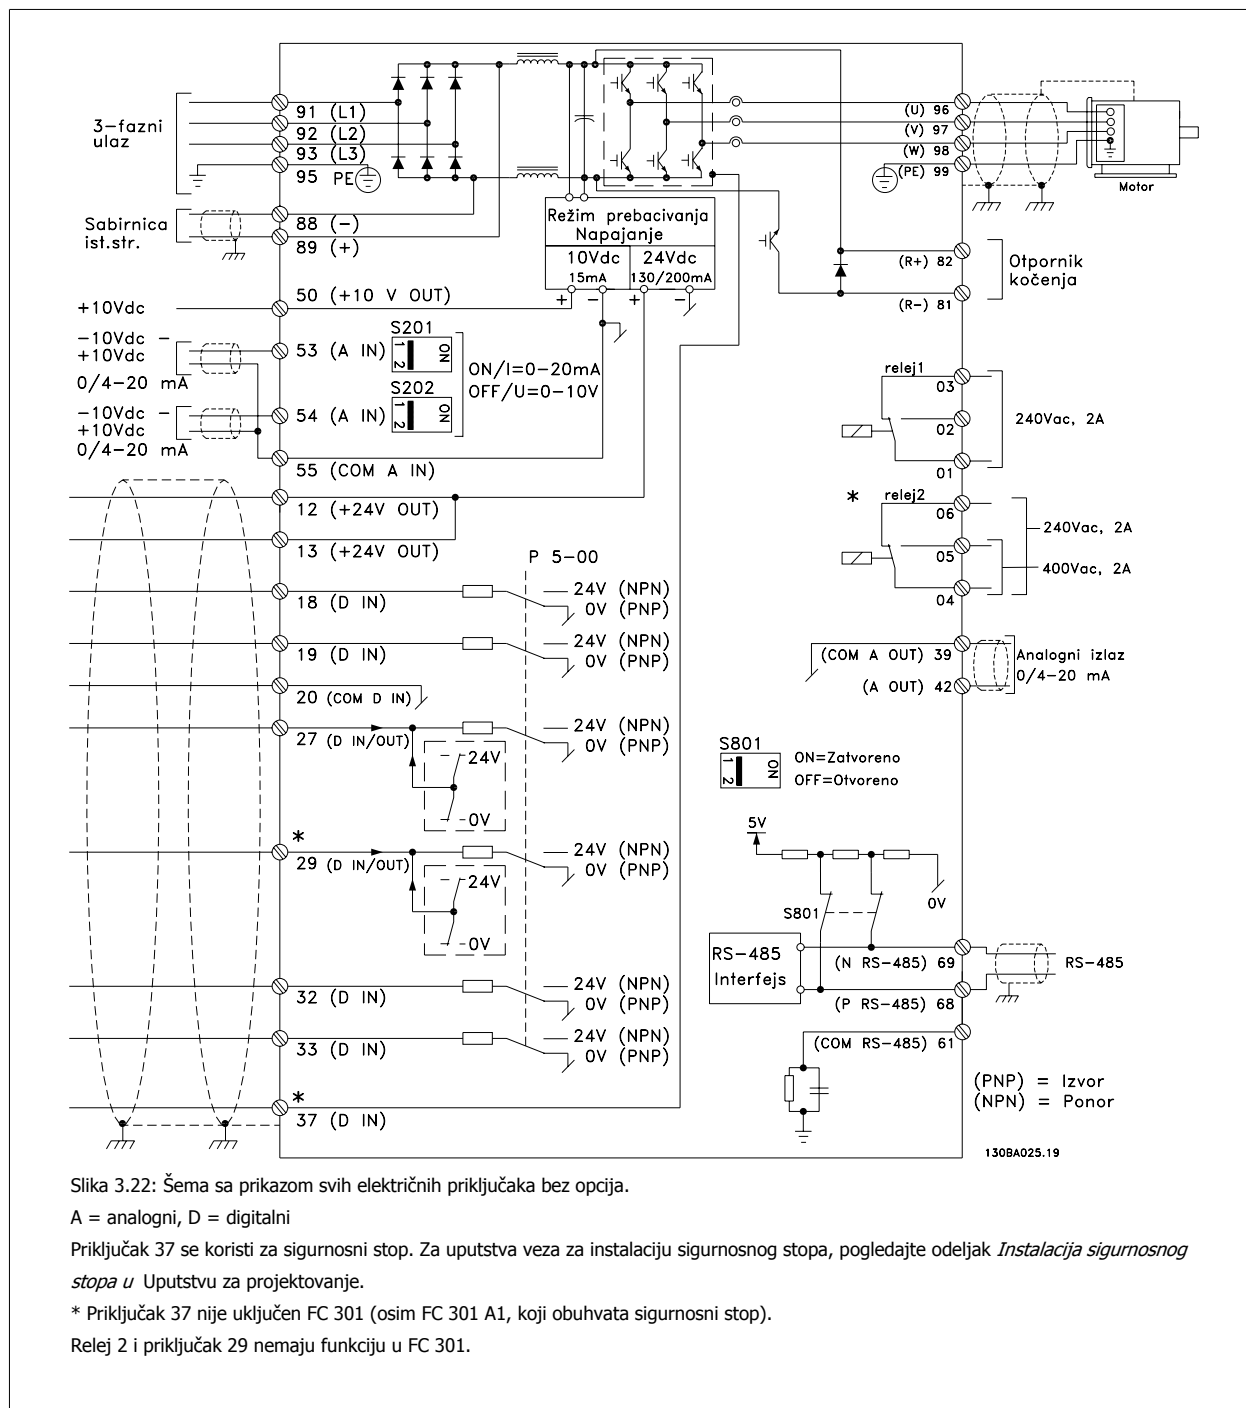 3-fazni
ulaz
91 (L1)
92 (L2)
93 (L3)
95 PE
Sabirnica
ist.str.
88 (-)
89 (+)
Režim prebacivanja
Napajanje
10Vdc
15mA
24Vdc
130/200mA
+ - + -
(U) 96
(V) 97
(W) 98
(PE) 99
Motor
(R+) 82
Otpornik
kočenja
(R-) 81
+10Vdc
50 (+10 V OUT)
-10Vdc -
+10Vdc
0/4-20 mA
53 (A IN)
S201
1 2 ON
ON/I=0-20mA
OFF/U=0-10V
S202
1 2 ON
-10Vdc -
+10Vdc
0/4-20 mA
54 (A IN)
55 (COM A IN)
relej1
03
02
01
240Vac, 2A
12 (+24V OUT)
13 (+24V OUT)
* relej2
06
05
04
240Vac, 2A
400Vac, 2A
P 5-00
18 (D IN)
24V (NPN)
0V (PNP)
19 (D IN)
24V (NPN)
0V (PNP)
20 (COM D IN)
(COM A OUT) 39
(A OUT) 42
Analogni izlaz
0/4-20 mA
27 (D IN/OUT)
24V (NPN)
0V (PNP)
24V
0V
S801
1 2 ON
ON=Zatvoreno
OFF=Otvoreno
*
29 (D IN/OUT)
24V (NPN)
0V (PNP)
24V
0V
5V
0V
S801
RS-485
Interfejs
(N RS-485) 69
(P RS-485) 68
RS-485
(COM RS-485) 61
32 (D IN)
24V (NPN)
0V (PNP)
33 (D IN)
24V (NPN)
0V (PNP)
*
37 (D IN)
(PNP) = Izvor
(NPN) = Ponor
130BA025.19
Slika 3.22: Šema sa prikazom svih električnih priključaka bez opcija.
A = analogni, D = digitalni
Priključak 37 se koristi za sigurnosni stop. Za uputstva veza za instalaciju sigurnosnog stopa, pogledajte odeljak Instalacija sigurnosnog
stopa u Uputstvu za projektovanje.
* Priključak 37 nije uključen FC 301 (osim FC 301 A1, koji obuhvata sigurnosni stop).
Relej 2 i priključak 29 nemaju funkciju u FC 301.